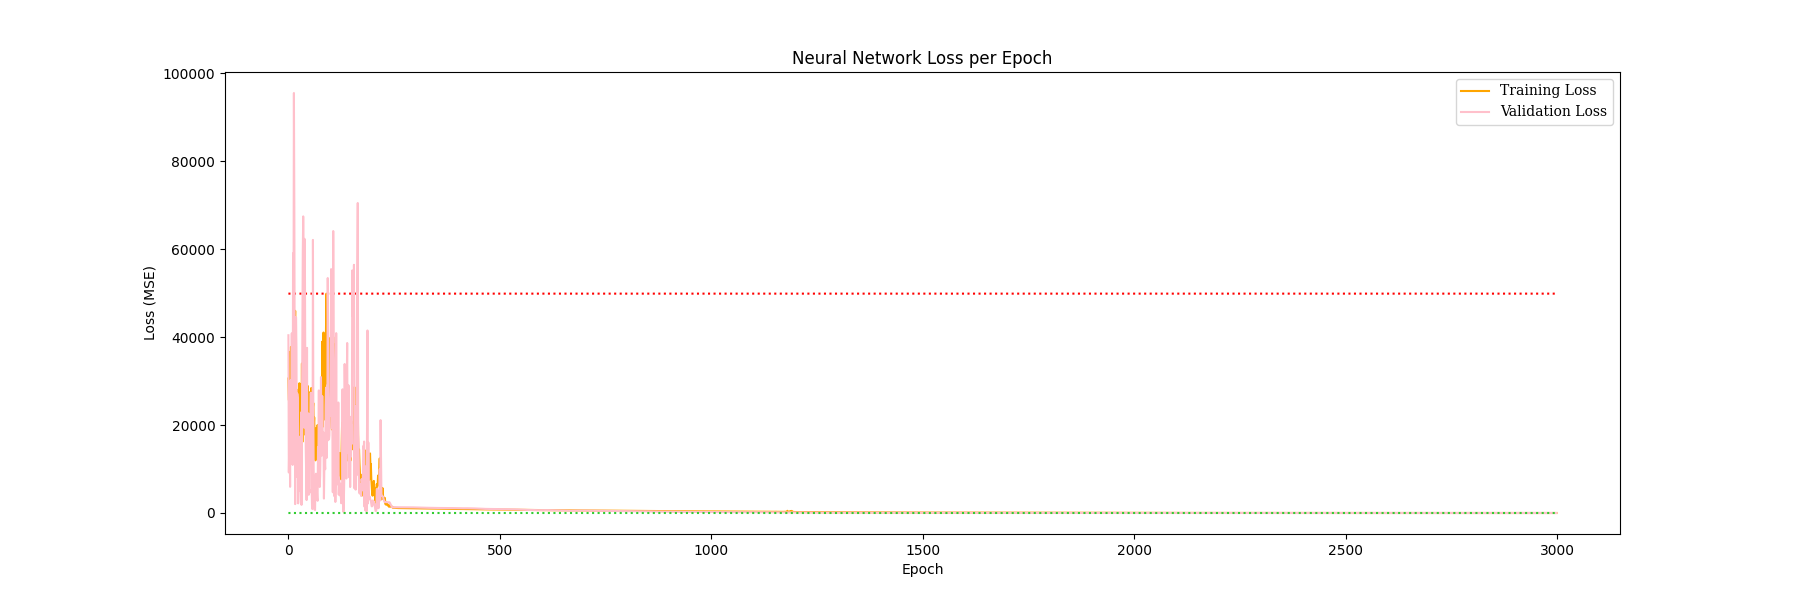 Neural Network Loss per Epoch
100000
80000
60000
40000
20000
0
Loss (MSE)
Training Loss
Validation Loss
0 500 1000 1500 2000 2500 3000
Epoch